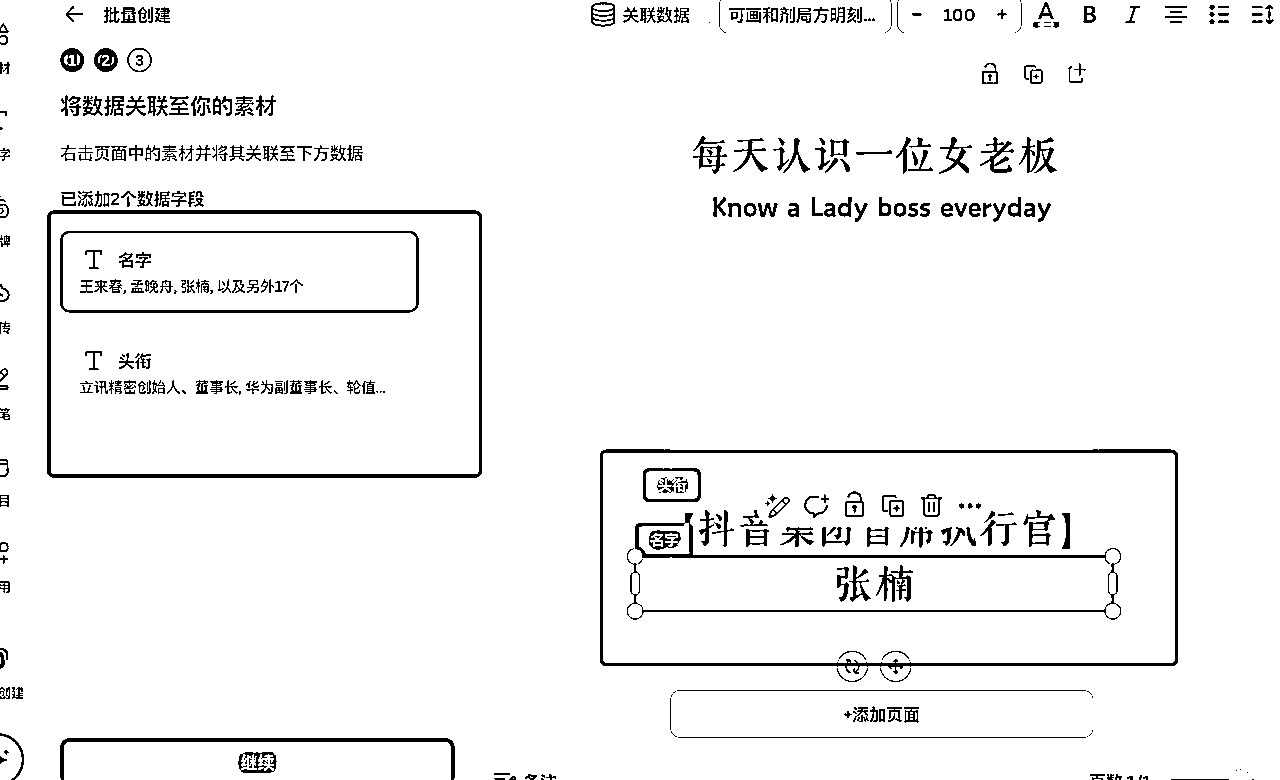 批量创建
关联数据
可画和剂局方明刻...
- 100 +
A B I
1 2 3
材
将数据关联至你的素材
字
右击页面中的素材并将其关联至下方数据
每天认识一位女老板
已添加2个数据字段
Know a Lady boss everyday
牌
名字
王来春, 孟晚舟, 张楠, 以及另外17个
传
头衔
立讯精密创始人、董事长, 华为副董事长、轮值...
笔
目
头衔
【抖音集团首席执行官】
名字
张楠
用
创建
+添加页面
继续
备注
页数 1/1